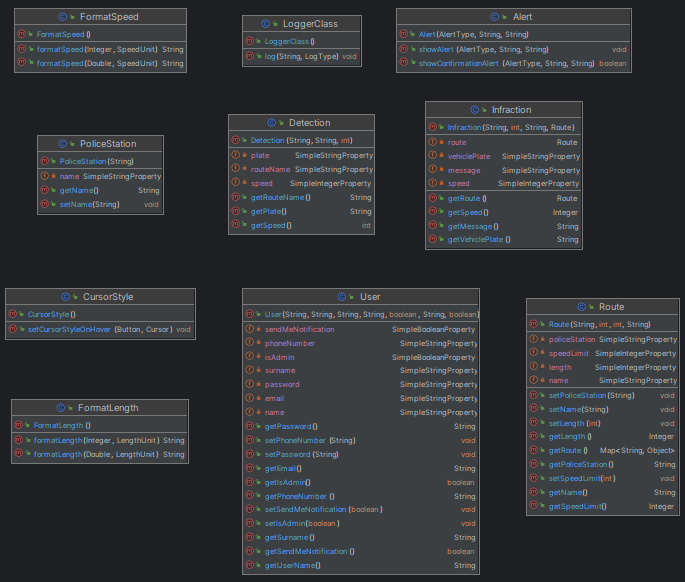 FormatSpeed
FormatSpeed ()
formatSpeed(Integer, SpeedUnit) String
formatSpeed(Double, SpeedUnit) String
LoggerClass
LoggerClass ()
log(String, LogType) void
Alert
Alert(AlertType, String, String)
showAlert (AlertType, String, String) void
showConfirmationAlert (AlertType, String, String) boolean
PoliceStation
PoliceStation(String)
name SimpleStringProperty
getName() String
setName(String) void
Detection
Detection (String, String, int)
plate SimpleStringProperty
routeName SimpleStringProperty
speed SimpleIntegerProperty
getRouteName() String
getPlate() String
getSpeed() int
Infraction
Infraction(String, int, String, Route)
route Route
vehiclePlate SimpleStringProperty
message SimpleStringProperty
speed SimpleIntegerProperty
getRoute () Route
getSpeed() Integer
getMessage() String
getVehiclePlate () String
CursorStyle
CursorStyle()
setCursorStyleOnHover (Button, Cursor) void
User
User(String, String, String, String, boolean, String, boolean)
sendMeNotification SimpleBooleanProperty
phoneNumber SimpleStringProperty
isAdmin SimpleBooleanProperty
surname SimpleStringProperty
password SimpleStringProperty
email SimpleStringProperty
name SimpleStringProperty
getPassword() String
setPhoneNumber (String) void
setPassword(String) void
getEmail() String
getIsAdmin() boolean
getPhoneNumber () String
setSendMeNotification (boolean) void
setIsAdmin(boolean) void
getSurname() String
getSendMeNotification () boolean
getUserName() String
Route
Route(String, int, int, String)
policeStation SimpleStringProperty
speedLimit SimpleIntegerProperty
length SimpleIntegerProperty
name SimpleStringProperty
setPoliceStation(String) void
setName(String) void
setLength (int) void
getLength () Integer
getRoute () Map<String, Object>
getPoliceStation() String
setSpeedLimit(int) void
getName() String
getSpeedLimit() Integer
FormatLength
FormatLength ()
formatLength(Integer, LengthUnit) String
formatLength(Double, LengthUnit) String